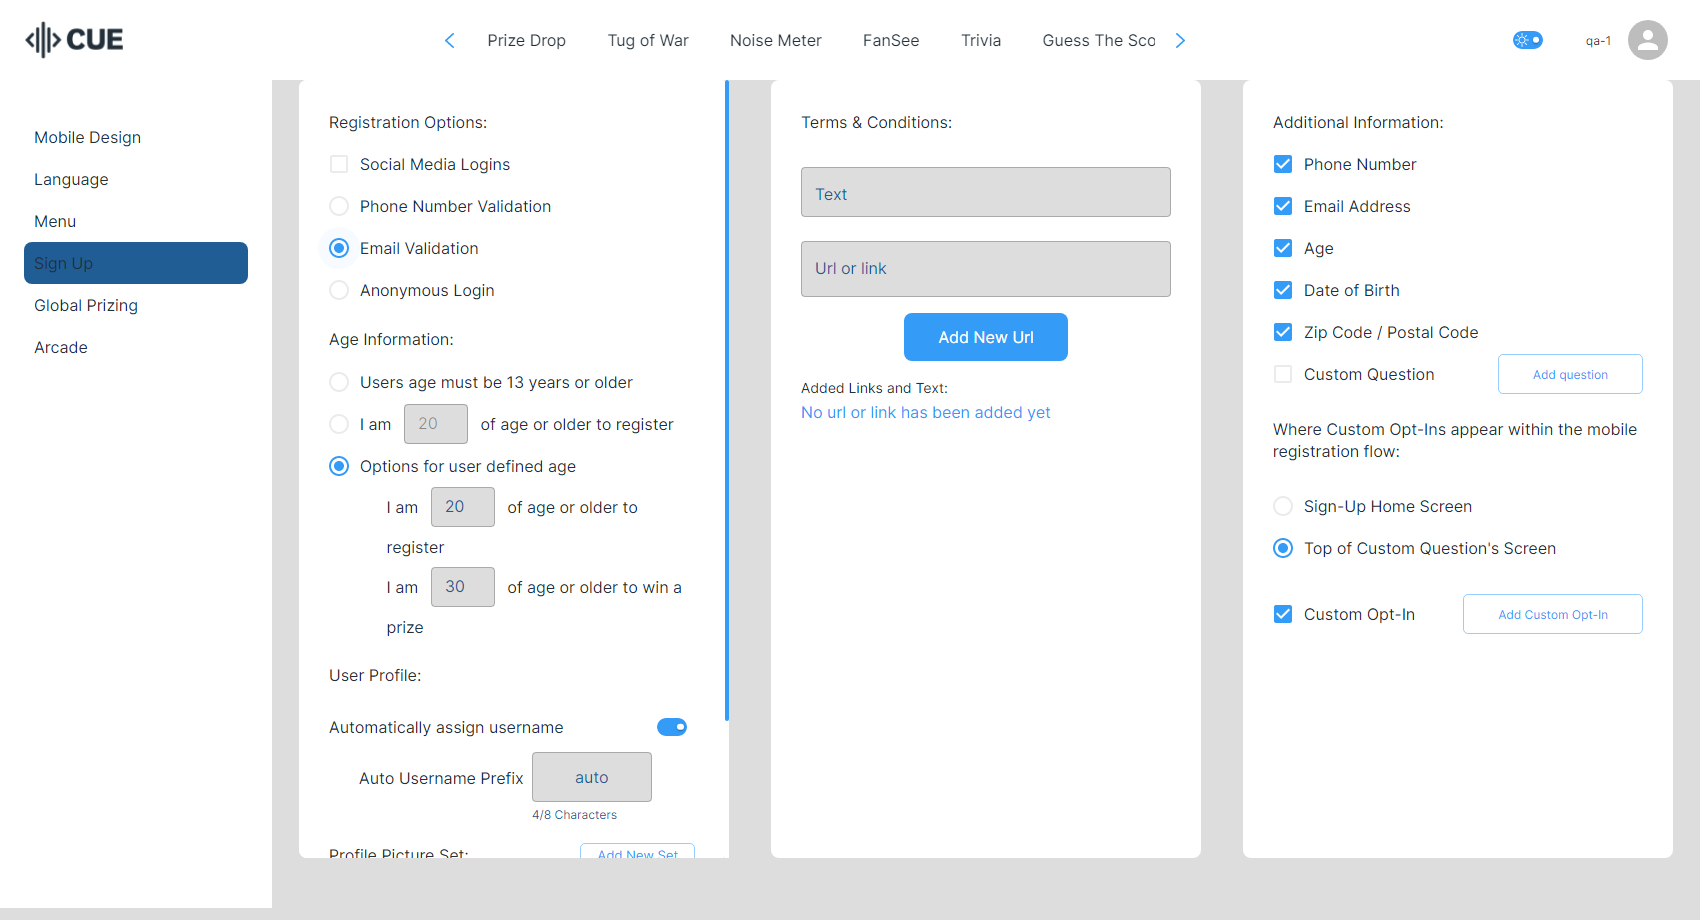 CUE
Prize Drop
Tug of War
Noise Meter
FanSee
Trivia
Guess The Sco
qa-1
Mobile Design
Language
Menu
Sign Up
Global Prizing
Arcade
Registration Options:
Social Media Logins
Phone Number Validation
Email Validation
Anonymous Login
Age Information:
Users age must be 13 years or older
I am 20 of age or older to register
Options for user defined age
I am 20 of age or older to
register
I am 30 of age or older to win a
prize
User Profile:
Automatically assign username
Auto Username Prefix auto
4/8 Characters
Profile Picture Set: Add New Set
Terms & Conditions:
Text
Url or link
Add New Url
Added Links and Text:
No url or link has been added yet
Additional Information:
Phone Number
Email Address
Age
Date of Birth
Zip Code / Postal Code
Custom Question Add question
Where Custom Opt-Ins appear within the mobile
registration flow:
Sign-Up Home Screen
Top of Custom Question's Screen
Custom Opt-In Add Custom Opt-In